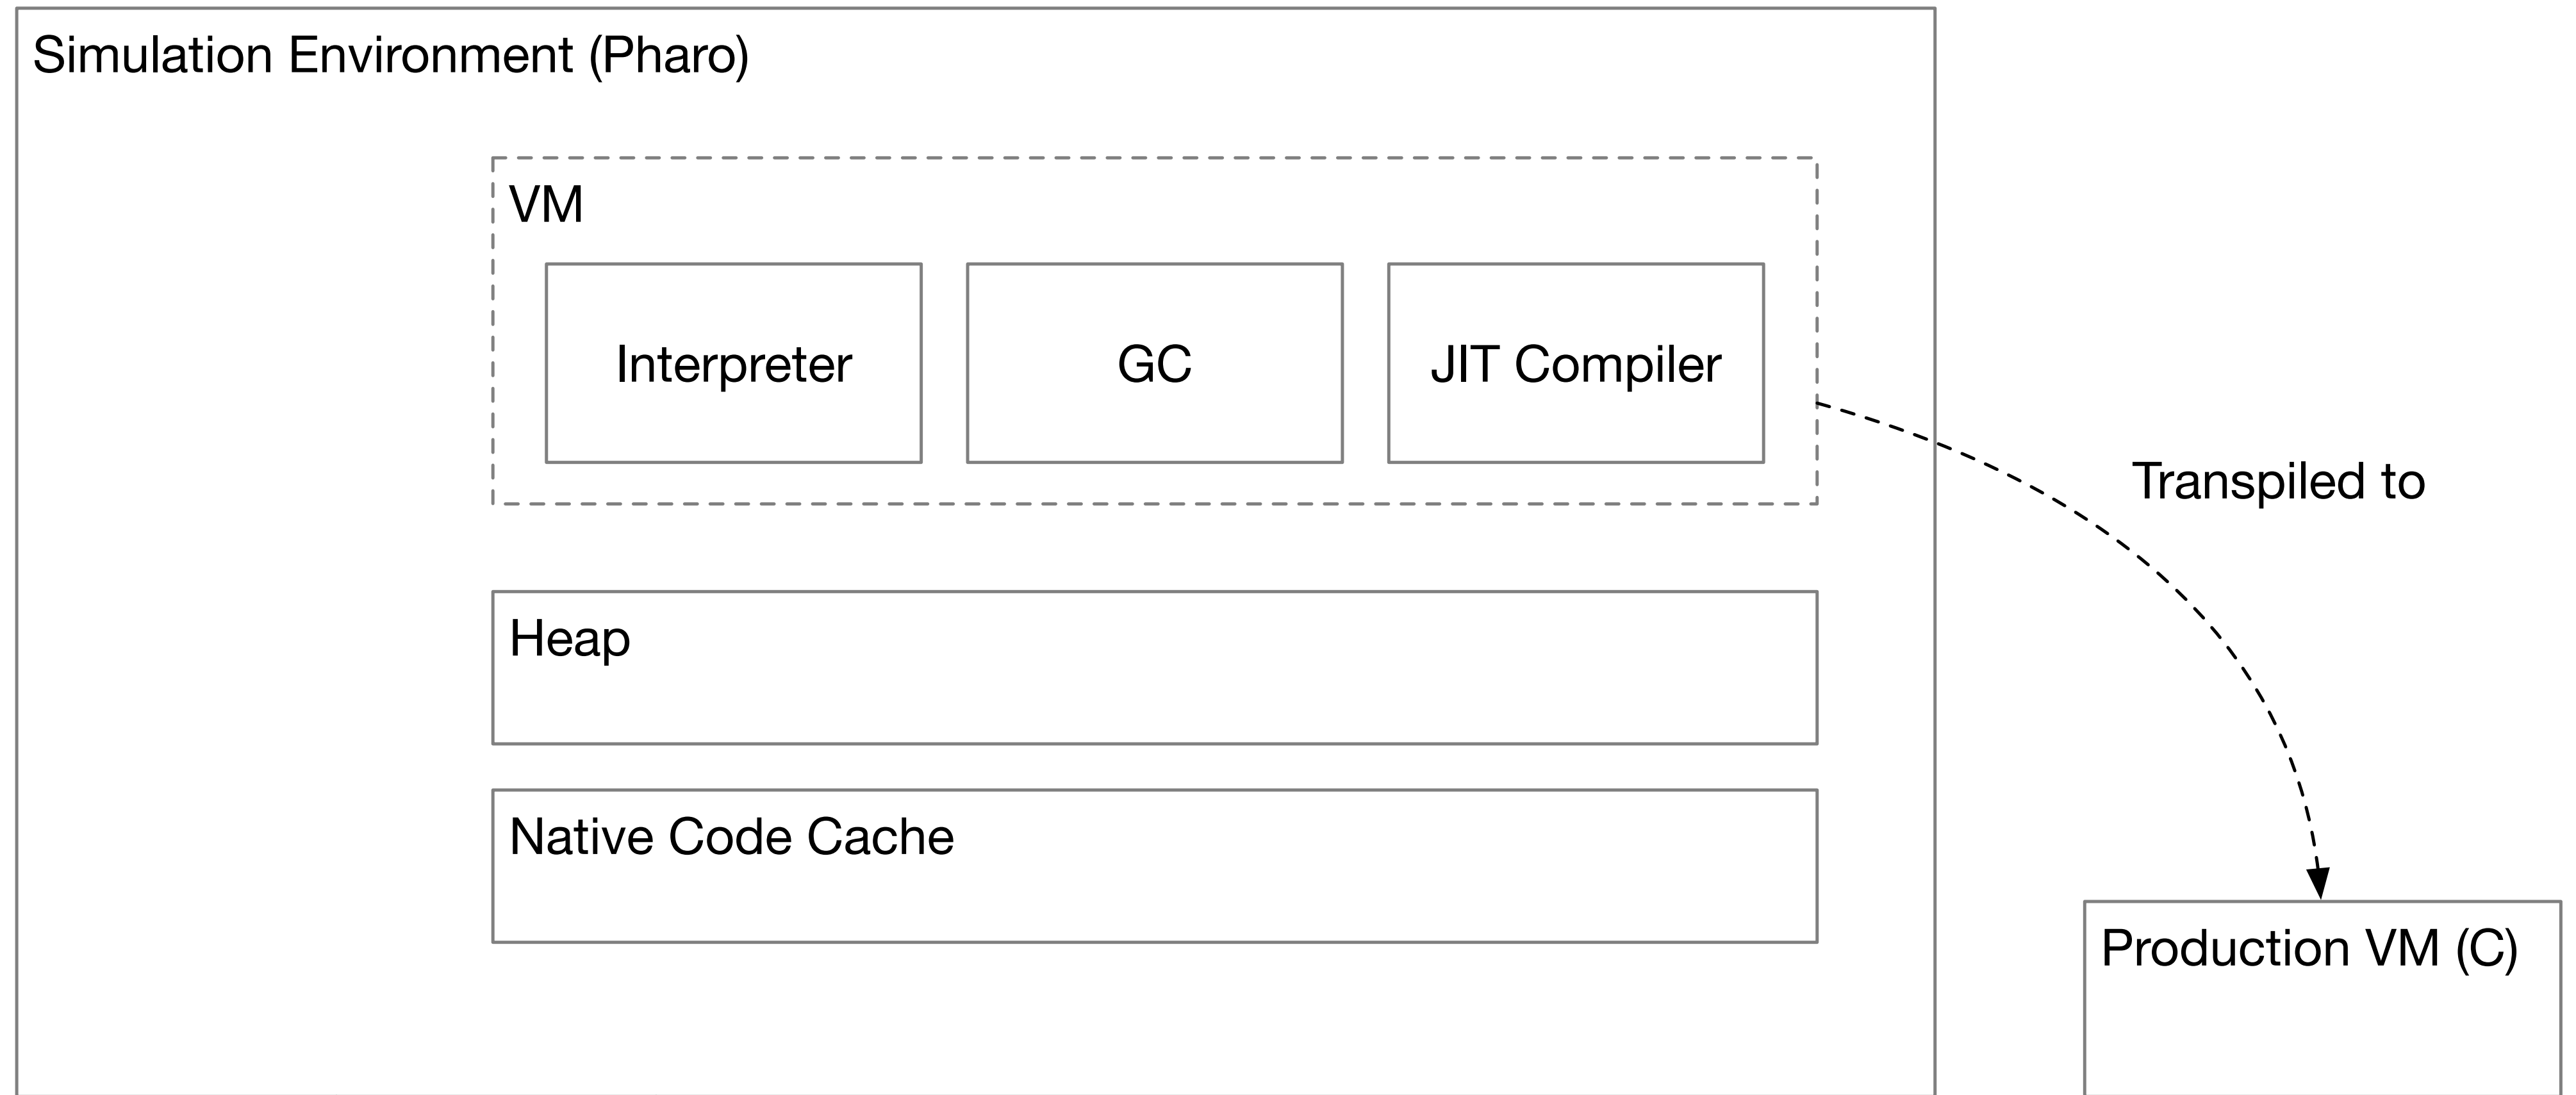 Simulation Environment (Pharo)
VM
Interpreter
GC
JIT Compiler
Transpiled to
Heap
Native Code Cache
Production VM (C)